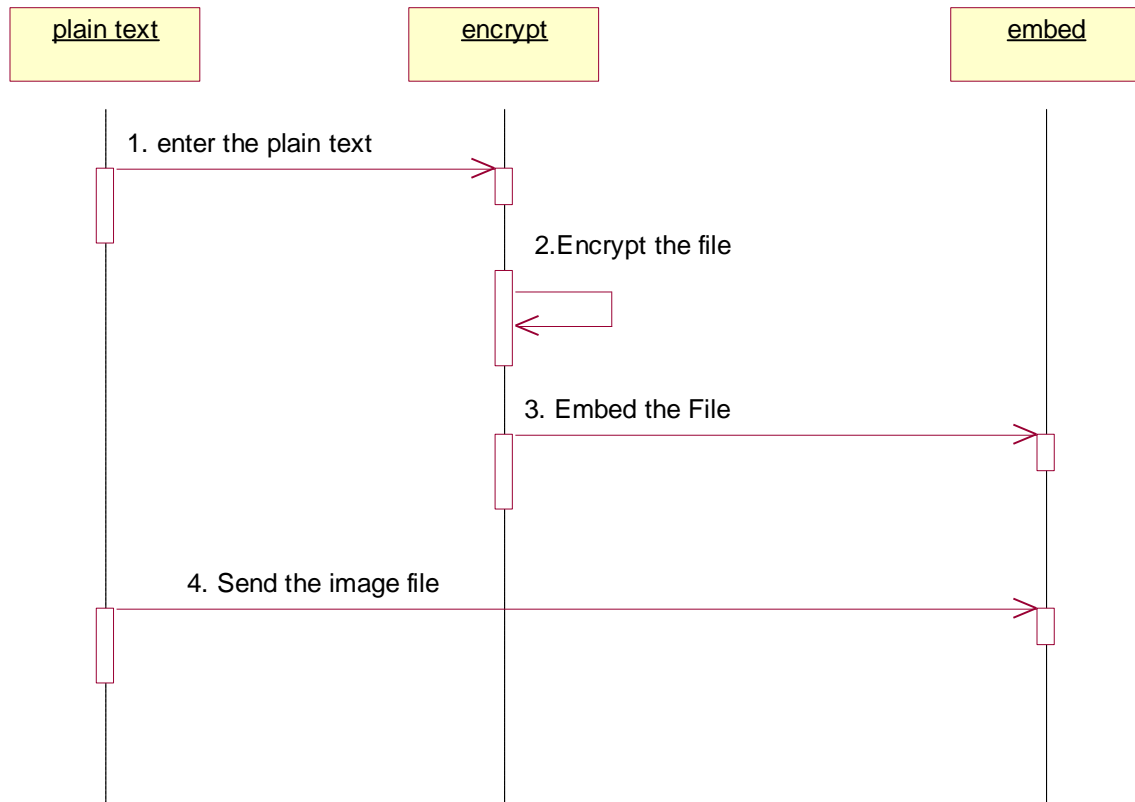 plain text
encrypt
embed
1. enter the plain text
2.Encrypt the file
3. Embed the File
4. Send the image file